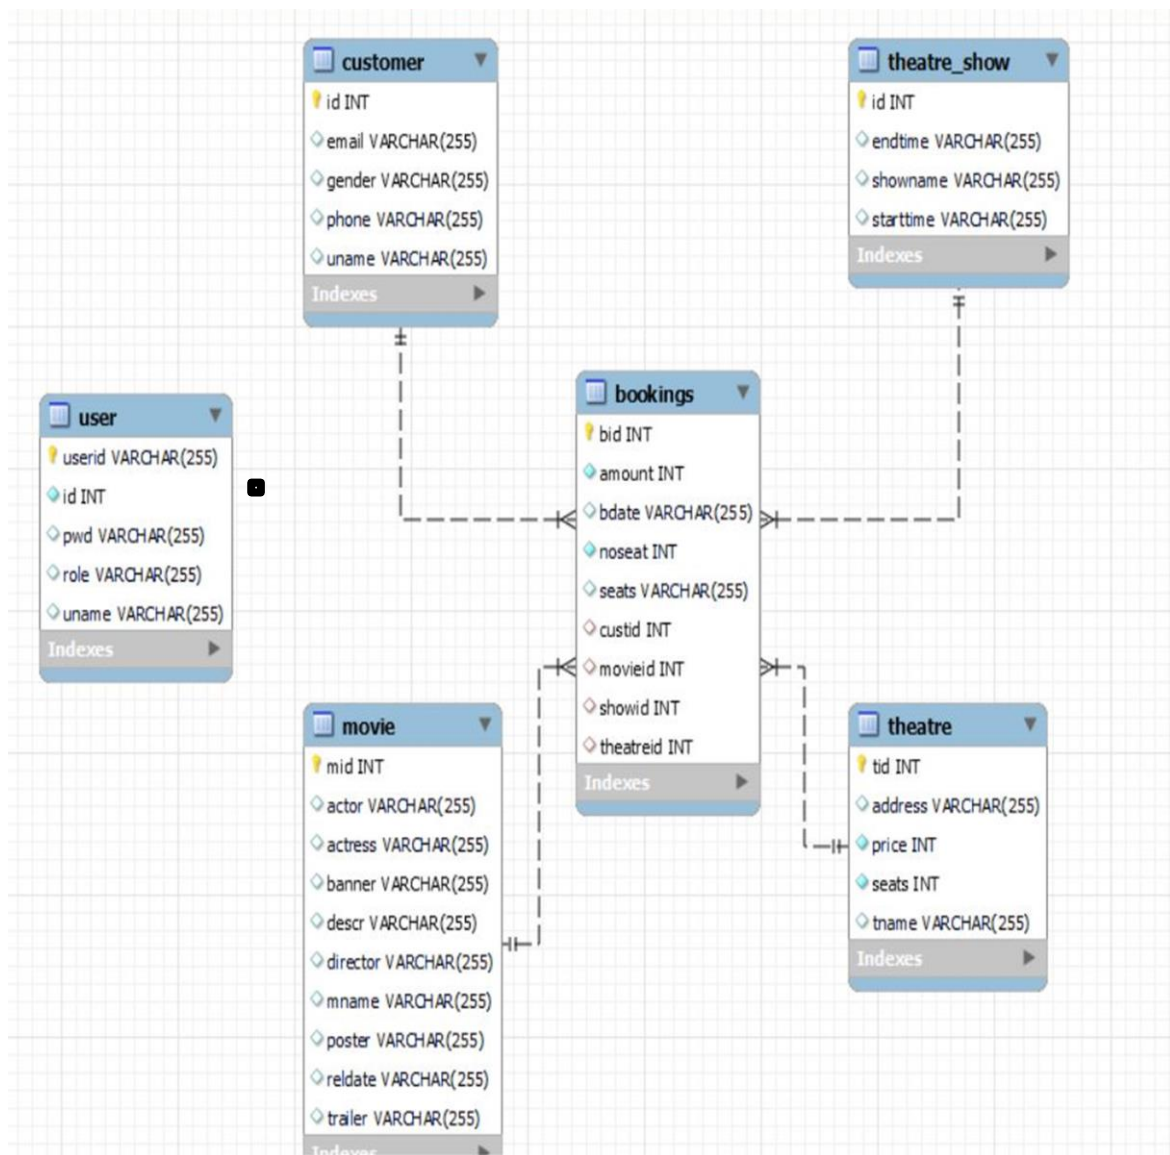 customer
id INT
email VARCHAR(255)
gender VARCHAR(255)
phone VARCHAR(255)
uname VARCHAR(255)
Indexes
theatre_show
id INT
endtime VARCHAR(255)
showname VARCHAR(255)
starttime VARCHAR(255)
Indexes
user
userid VARCHAR(255)
id INT
pwd VARCHAR(255)
role VARCHAR(255)
uname VARCHAR(255)
Indexes
bookings
bid INT
amount INT
bdate VARCHAR(255)
noseat INT
seats VARCHAR(255)
custid INT
movieid INT
showid INT
theatreid INT
Indexes
movie
mid INT
actor VARCHAR(255)
actress VARCHAR(255)
banner VARCHAR(255)
descr VARCHAR(255)
director VARCHAR(255)
mname VARCHAR(255)
poster VARCHAR(255)
reldate VARCHAR(255)
trailer VARCHAR(255)
Indexes
theatre
tid INT
address VARCHAR(255)
price INT
seats INT
tname VARCHAR(255)
Indexes